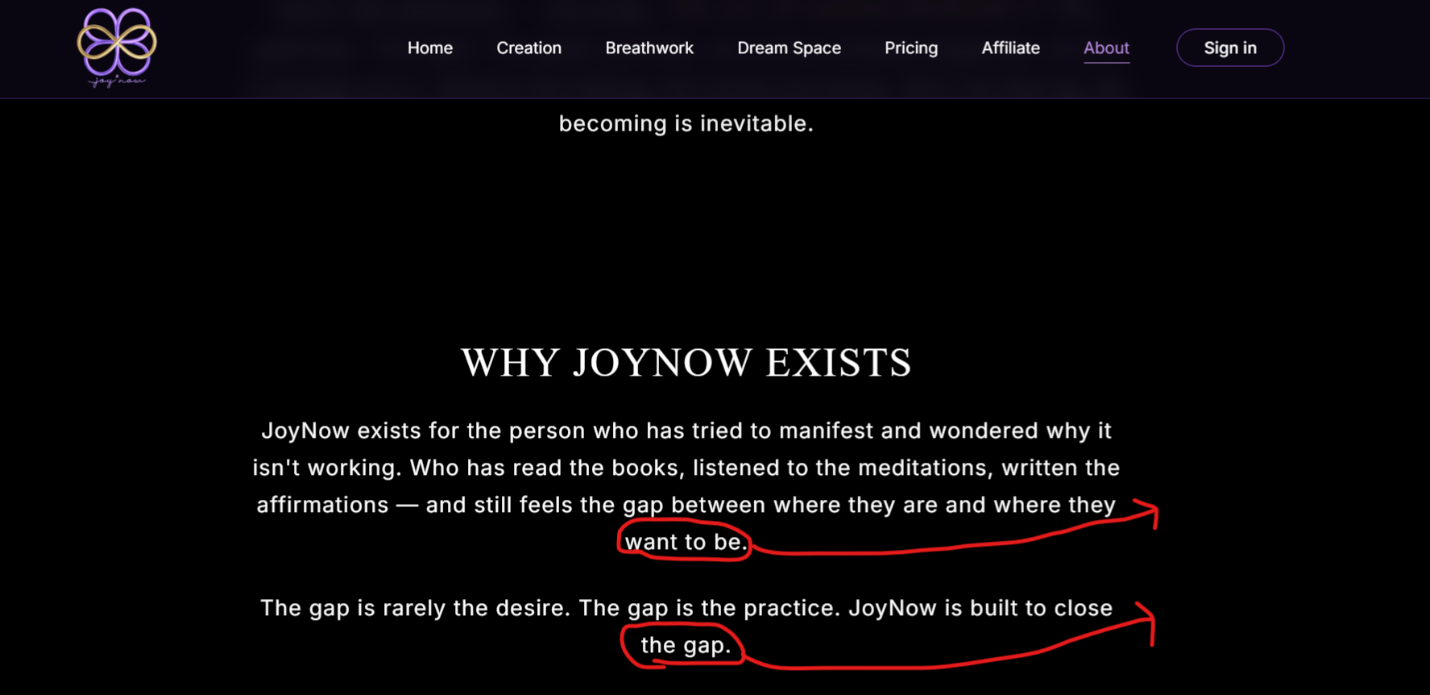 joy'now
Home Creation Breathwork Dream Space Pricing Affiliate About Sign in
becoming is inevitable.
WHY JOYNOW EXISTS
JoyNow exists for the person who has tried to manifest and wondered why it
isn't working. Who has read the books, listened to the meditations, written the
affirmations — and still feels the gap between where they are and where they
want to be.
The gap is rarely the desire. The gap is the practice. JoyNow is built to close
the gap.